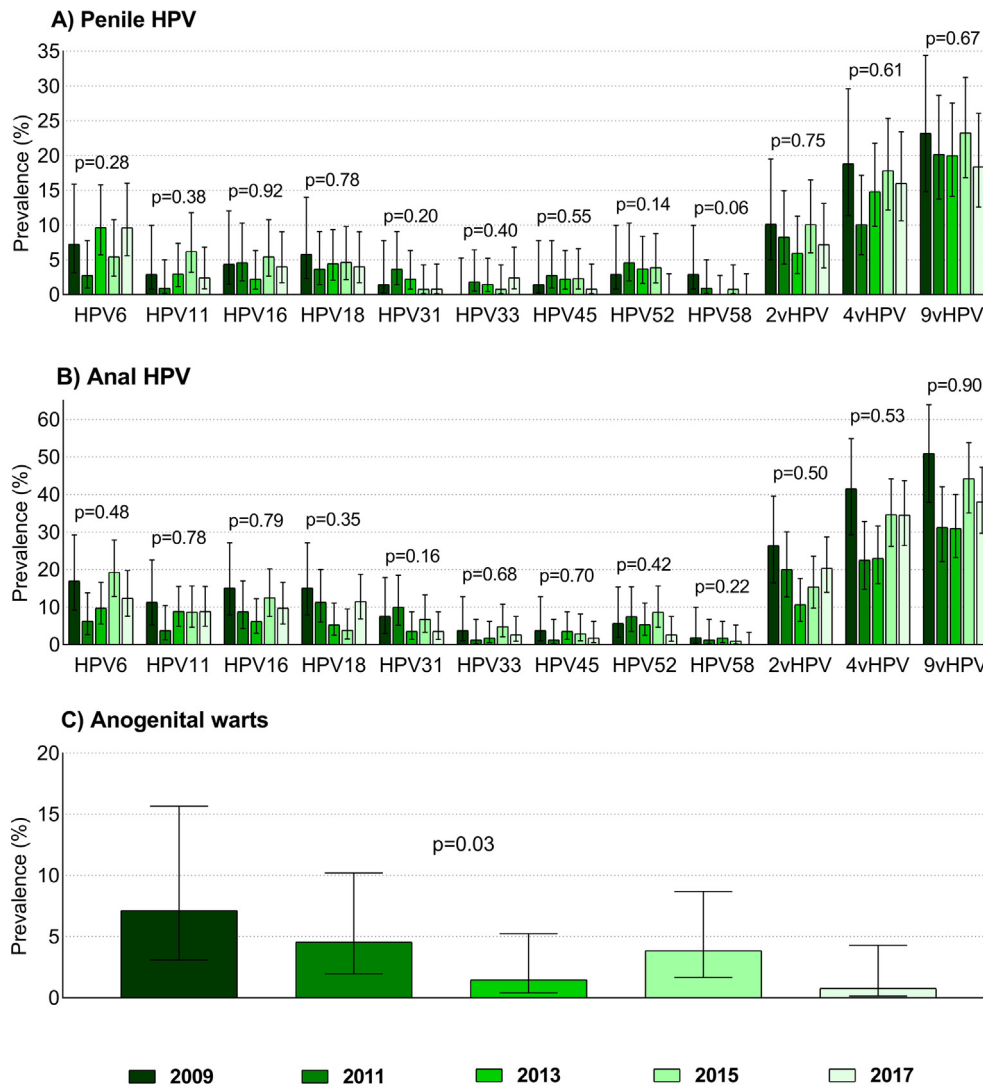 A) Penile HPV
Prevalence (%)
35
30
25
20
15
10
5
0
p=0.28
p=0.38
p=0.92
p=0.78
p=0.20
p=0.40
p=0.55
p=0.14
p=0.06
p=0.75
p=0.61
p=0.67
HPV6 HPV11 HPV16 HPV18 HPV31 HPV33 HPV45 HPV52 HPV58 2vHPV 4vHPV 9vHPV
B) Anal HPV
Prevalence (%)
60
50
40
30
20
10
0
p=0.48
p=0.78
p=0.79
p=0.35
p=0.16
p=0.68
p=0.70
p=0.42
p=0.22
p=0.50
p=0.53
p=0.90
HPV6 HPV11 HPV16 HPV18 HPV31 HPV33 HPV45 HPV52 HPV58 2vHPV 4vHPV 9vHPV
C) Anogenital warts
Prevalence (%)
20
15
10
5
0
p=0.03
2009 2011 2013 2015 2017